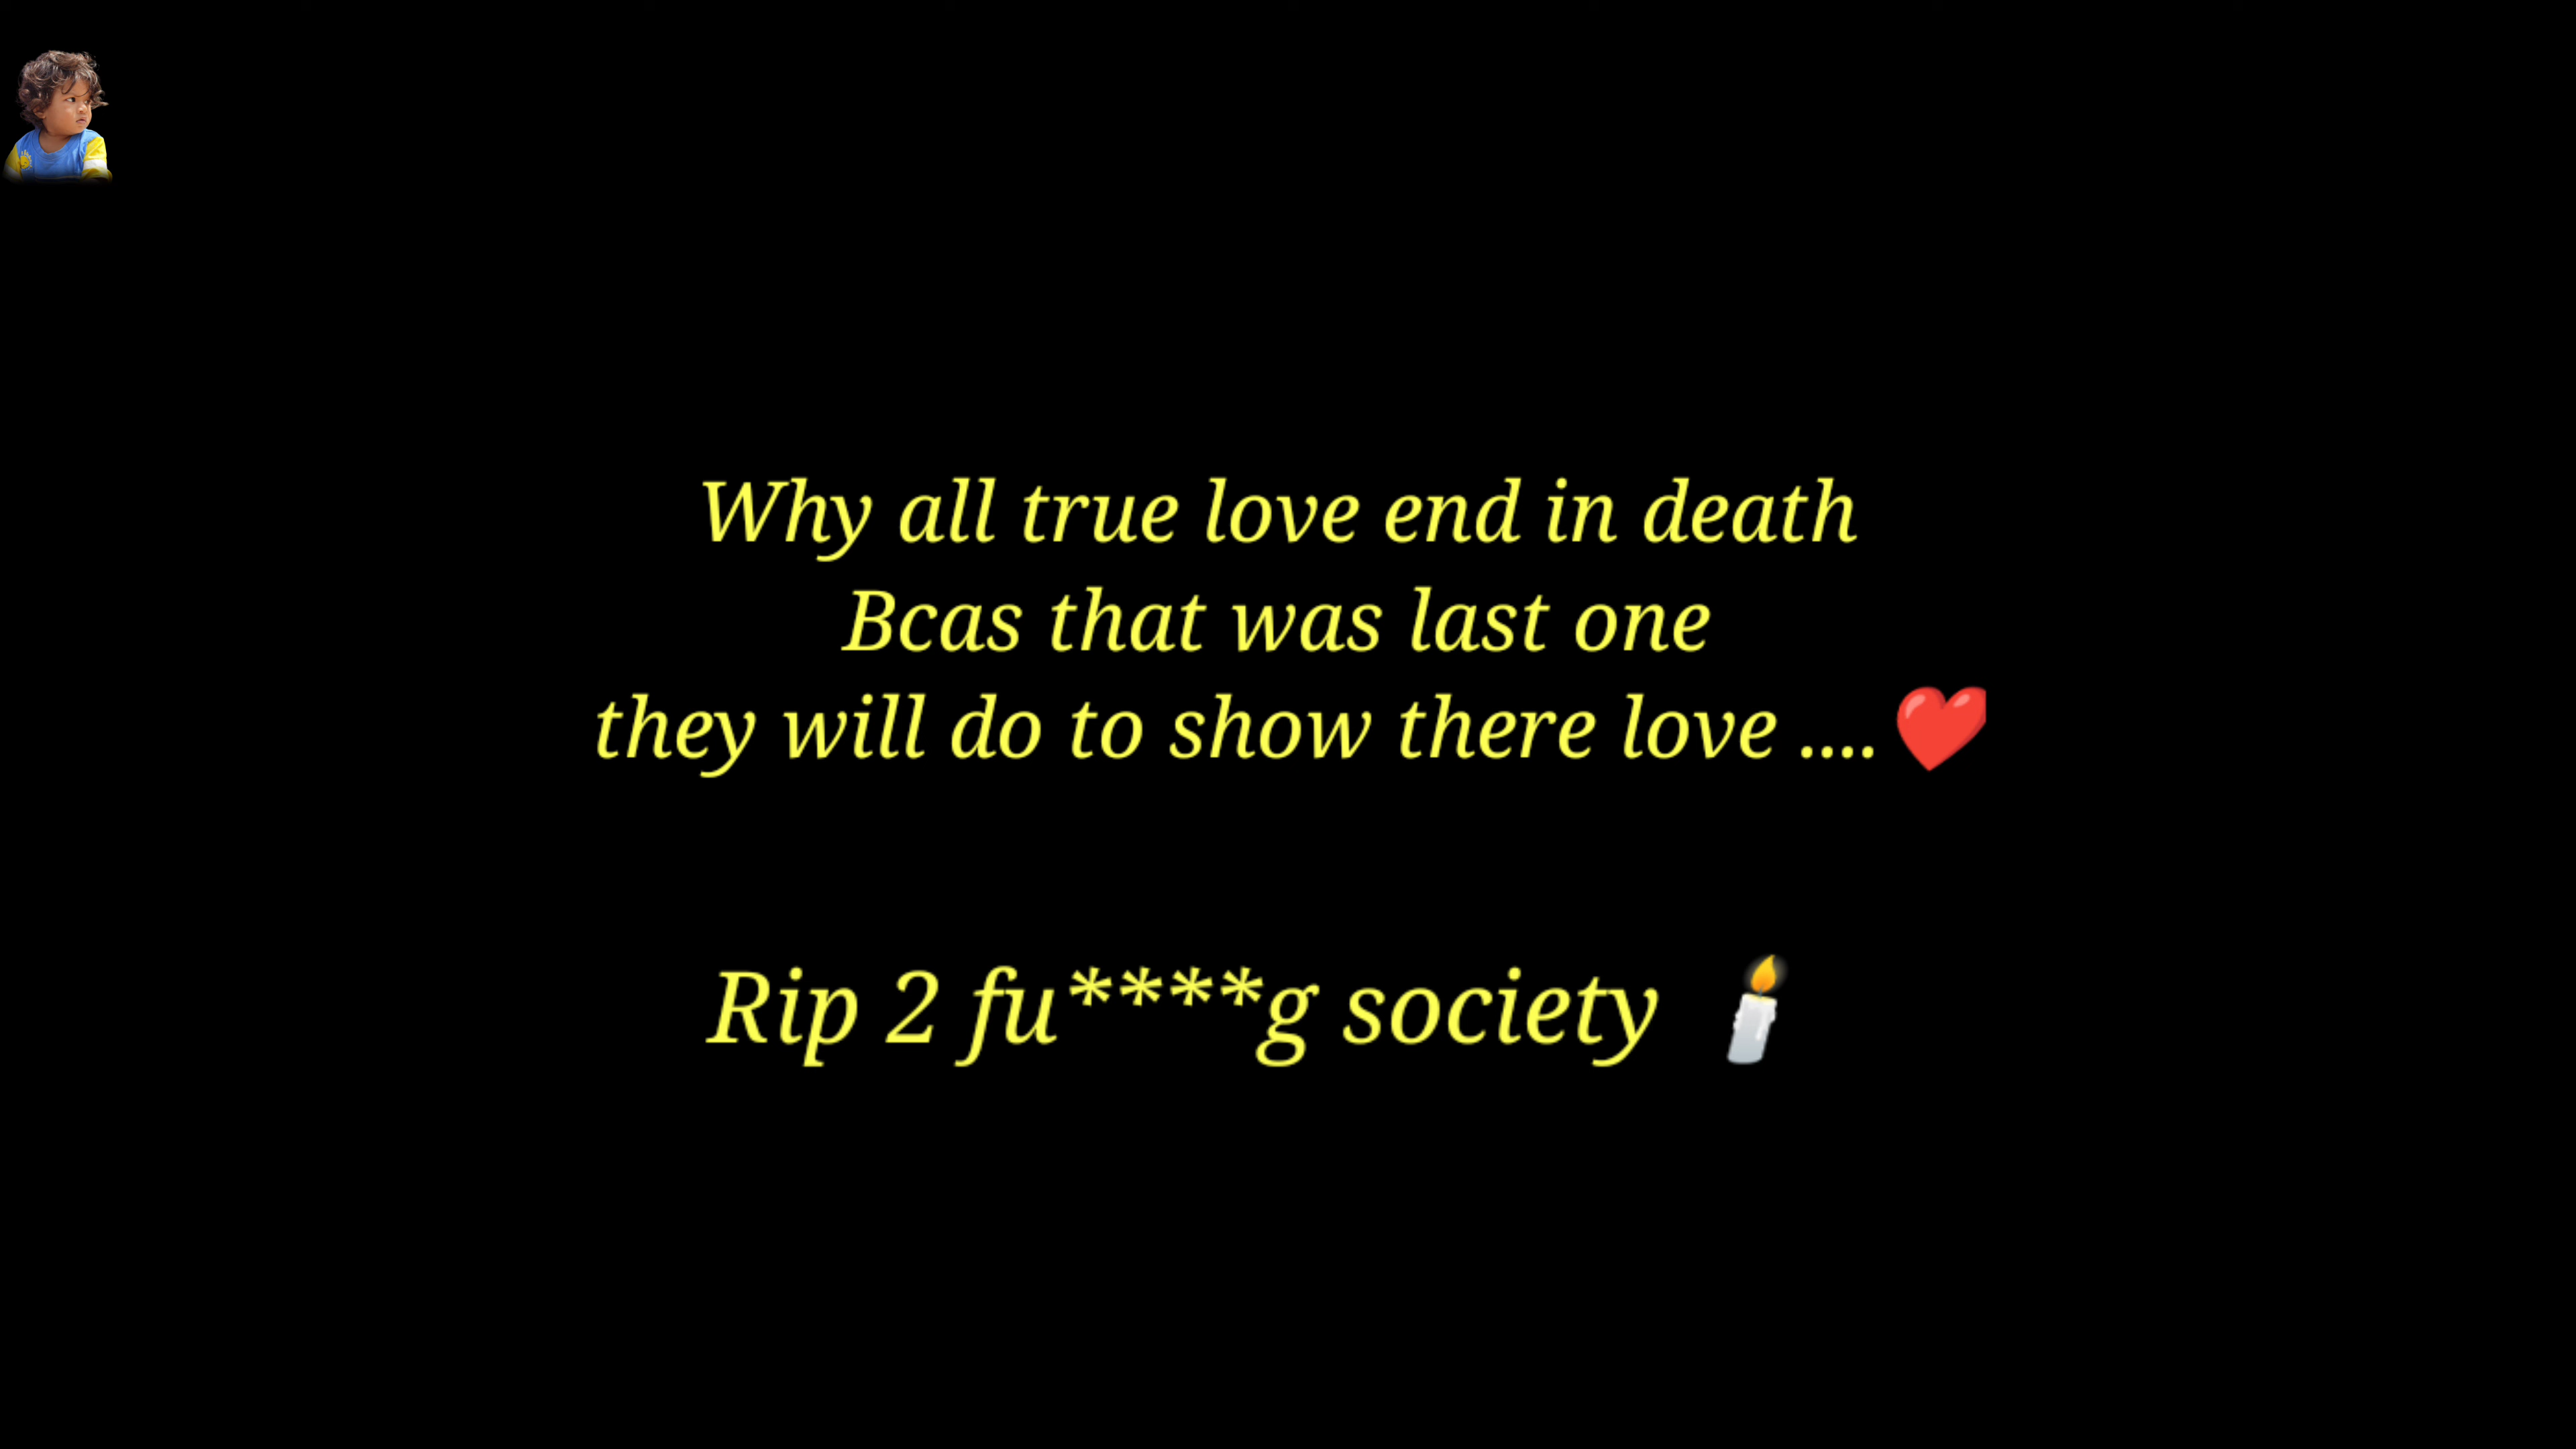 Why all true love end in death
Bcas that was last one
they will do to show there love ....❤️
Rip 2 fu****g society 🕯️